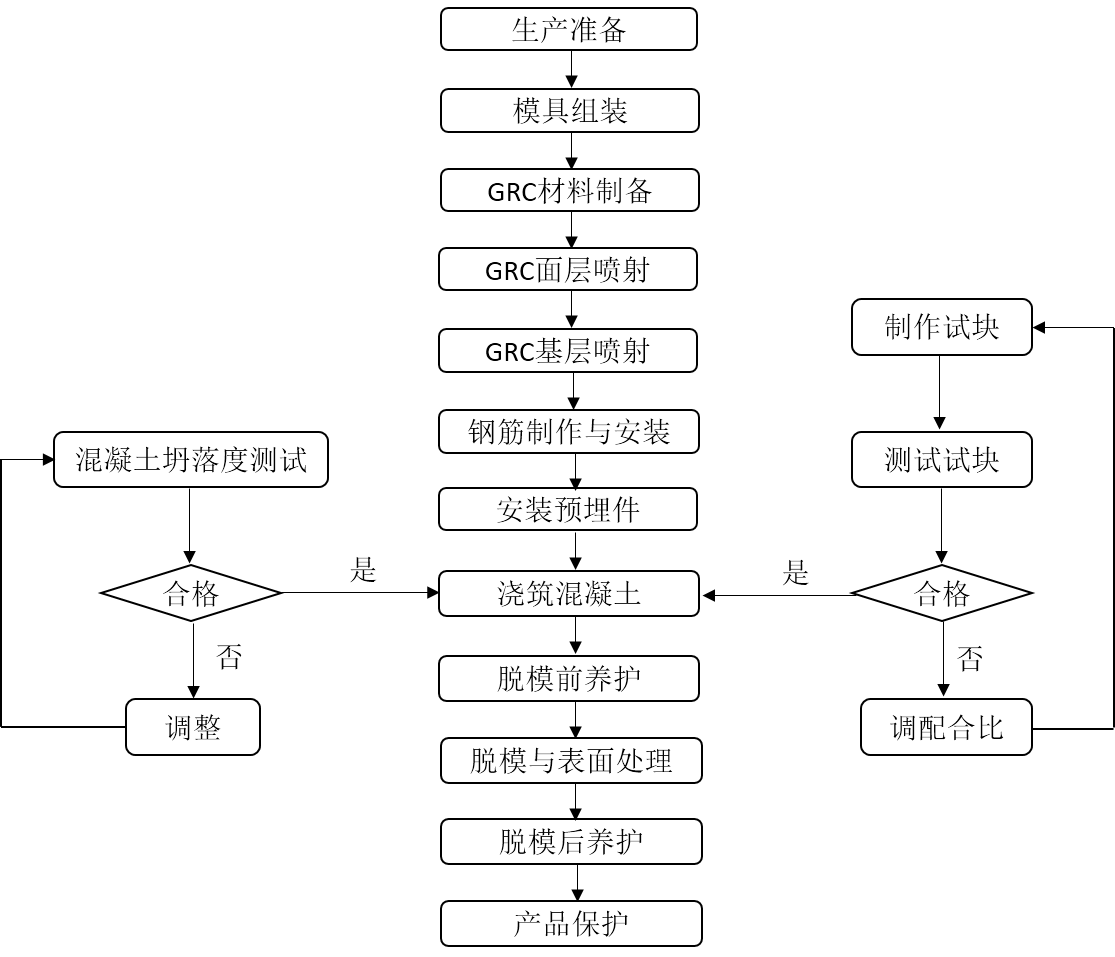 生产准备
模具组装
GRC材料制备
GRC面层喷射
GRC基层喷射
钢筋制作与安装
安装预埋件
浇筑混凝土
脱模前养护
脱模与表面处理
脱模后养护
产品保护
混凝土坍落度测试
合格
是
否
调整
制作试块
测试试块
合格
是
否
调配合比